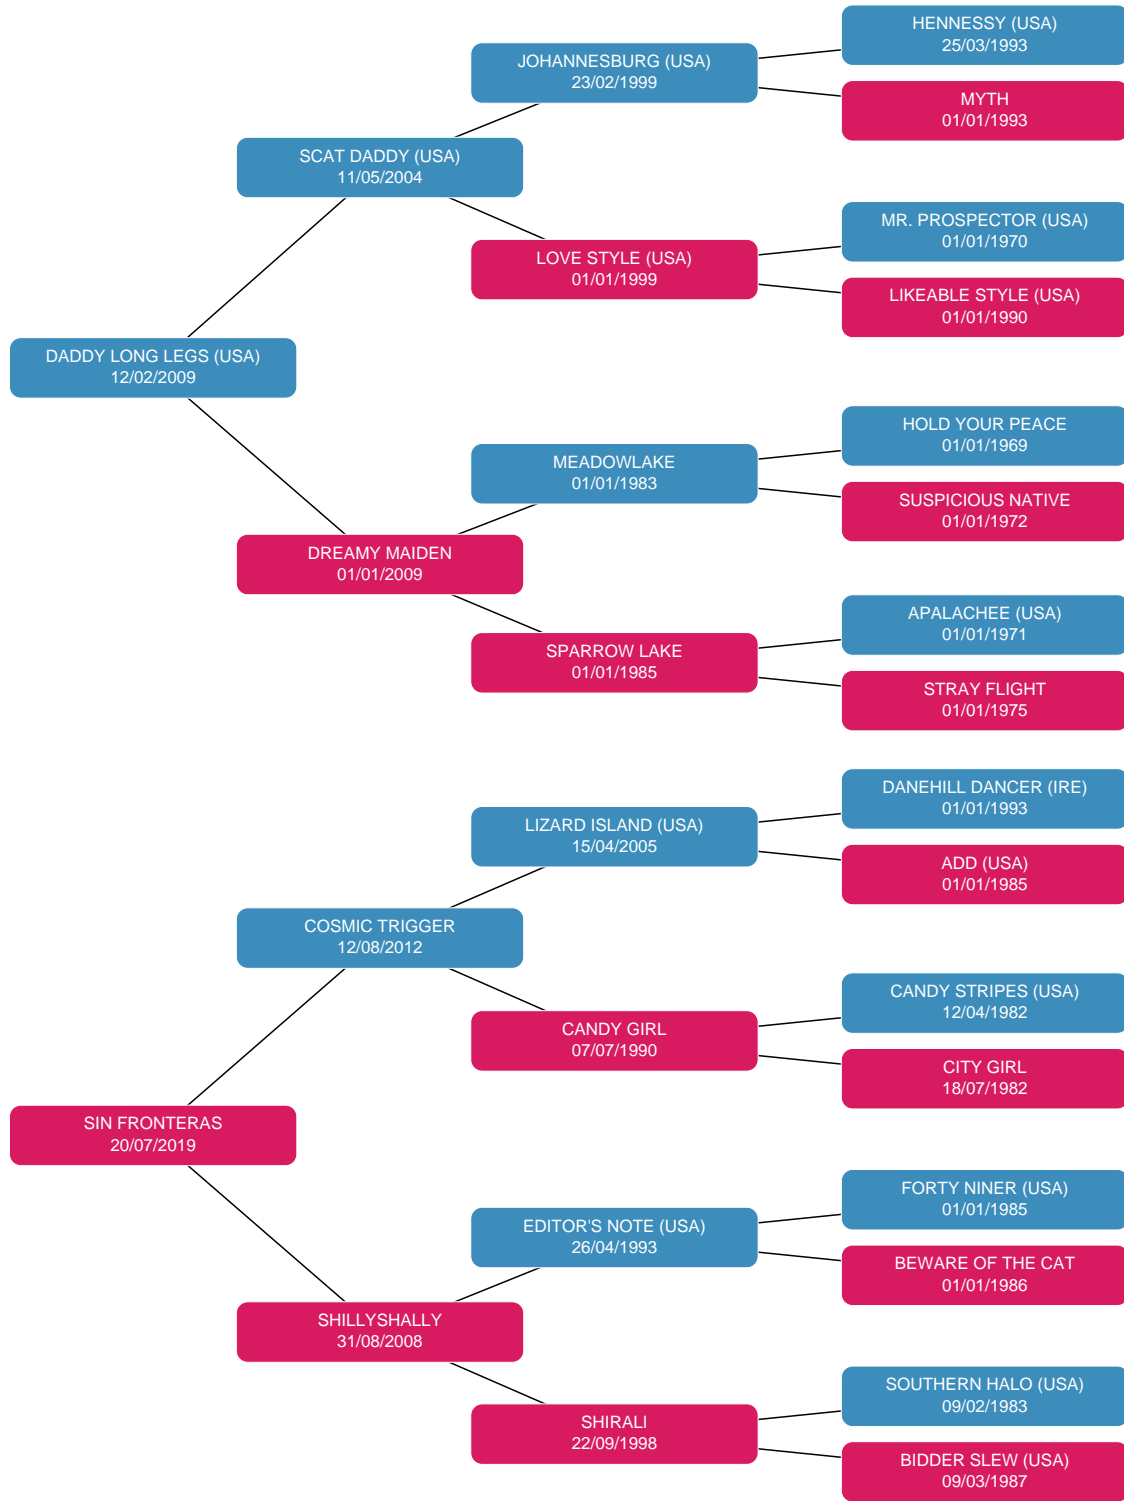 HENNESSY (USA)
25/03/1993
JOHANNESBURG (USA)
23/02/1999
MYTH
01/01/1993
SCAT DADDY (USA)
11/05/2004
MR. PROSPECTOR (USA)
01/01/1970
LOVE STYLE (USA)
01/01/1999
LIKEABLE STYLE (USA)
01/01/1990
DADDY LONG LEGS (USA)
12/02/2009
HOLD YOUR PEACE
01/01/1969
MEADOWLAKE
01/01/1983
SUSPICIOUS NATIVE
01/01/1972
DREAMY MAIDEN
01/01/2009
APALACHEE (USA)
01/01/1971
SPARROW LAKE
01/01/1985
STRAY FLIGHT
01/01/1975
DANEHILL DANCER (IRE)
01/01/1993
LIZARD ISLAND (USA)
15/04/2005
ADD (USA)
01/01/1985
COSMIC TRIGGER
12/08/2012
CANDY STRIPES (USA)
12/04/1982
CANDY GIRL
07/07/1990
CITY GIRL
18/07/1982
SIN FRONTERAS
20/07/2019
FORTY NINER (USA)
01/01/1985
EDITOR'S NOTE (USA)
26/04/1993
BEWARE OF THE CAT
01/01/1986
SHILLYSHALLY
31/08/2008
SOUTHERN HALO (USA)
09/02/1983
SHIRALI
22/09/1998
BIDDER SLEW (USA)
09/03/1987